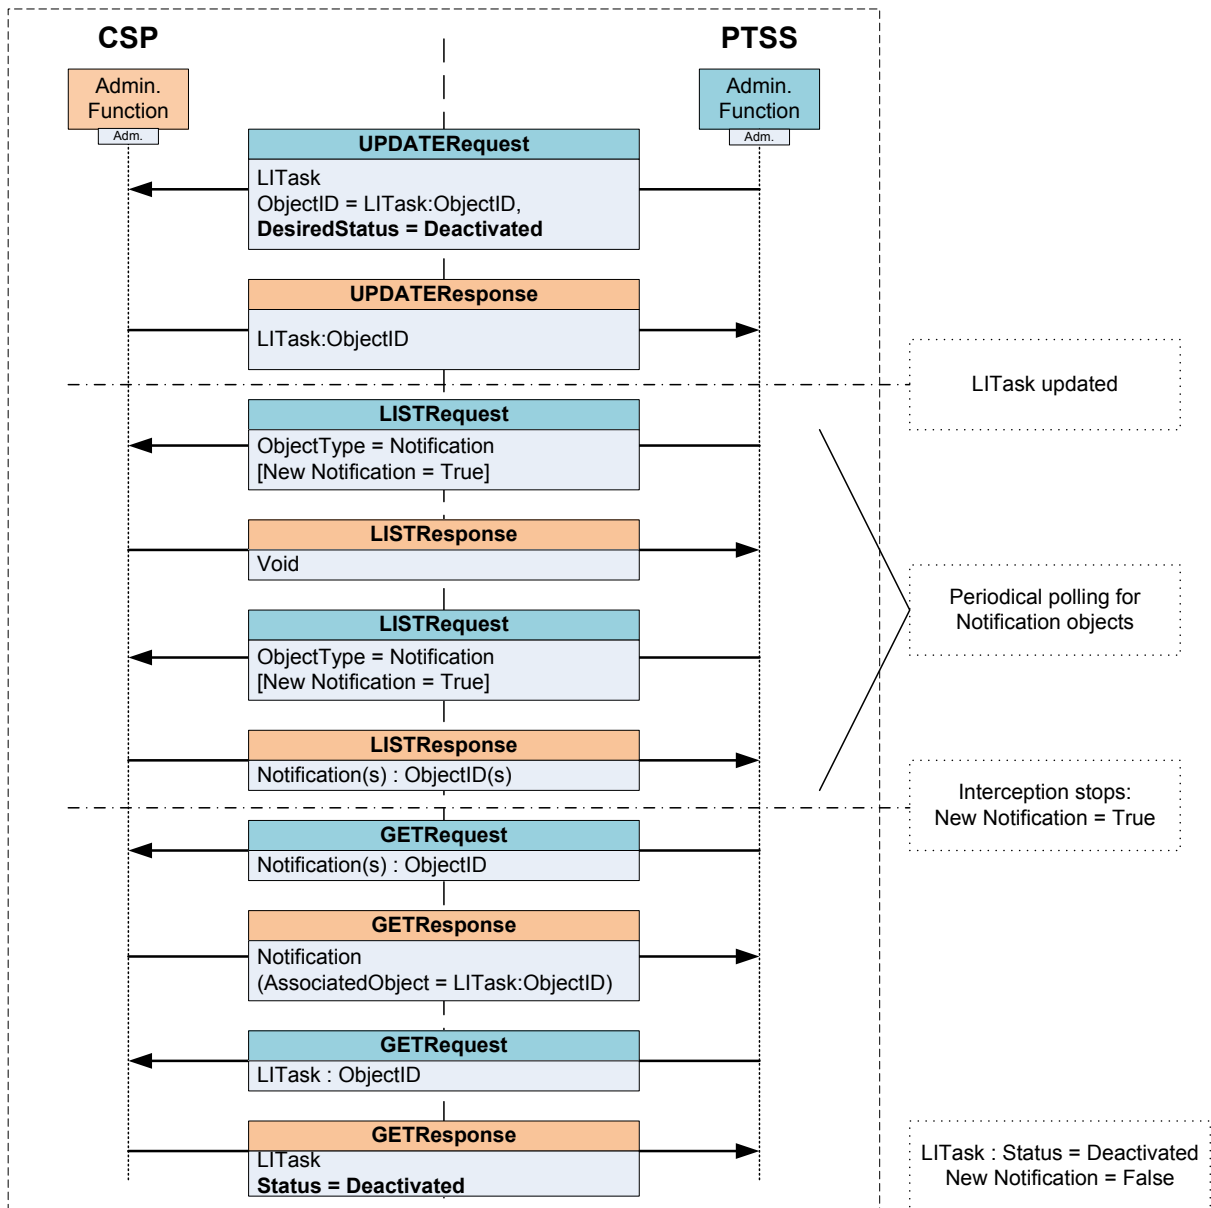 CSP
PTSS
Admin.
Function
Adm.
Admin.
Function
Adm.
UPDATERequest
LITask
ObjectID = LITask:ObjectID,
DesiredStatus = Deactivated
UPDATEResponse
LITask:ObjectID
LITask updated
LISTRequest
ObjectType = Notification
[New Notification = True]
LISTResponse
Void
Periodical polling for
Notification objects
LISTRequest
ObjectType = Notification
[New Notification = True]
LISTResponse
Notification(s) : ObjectID(s)
Interception stops:
New Notification = True
GETRequest
Notification(s) : ObjectID
GETResponse
Notification
(AssociatedObject = LITask:ObjectID)
GETRequest
LITask : ObjectID
GETResponse
LITask
Status = Deactivated
LITask : Status = Deactivated
New Notification = False